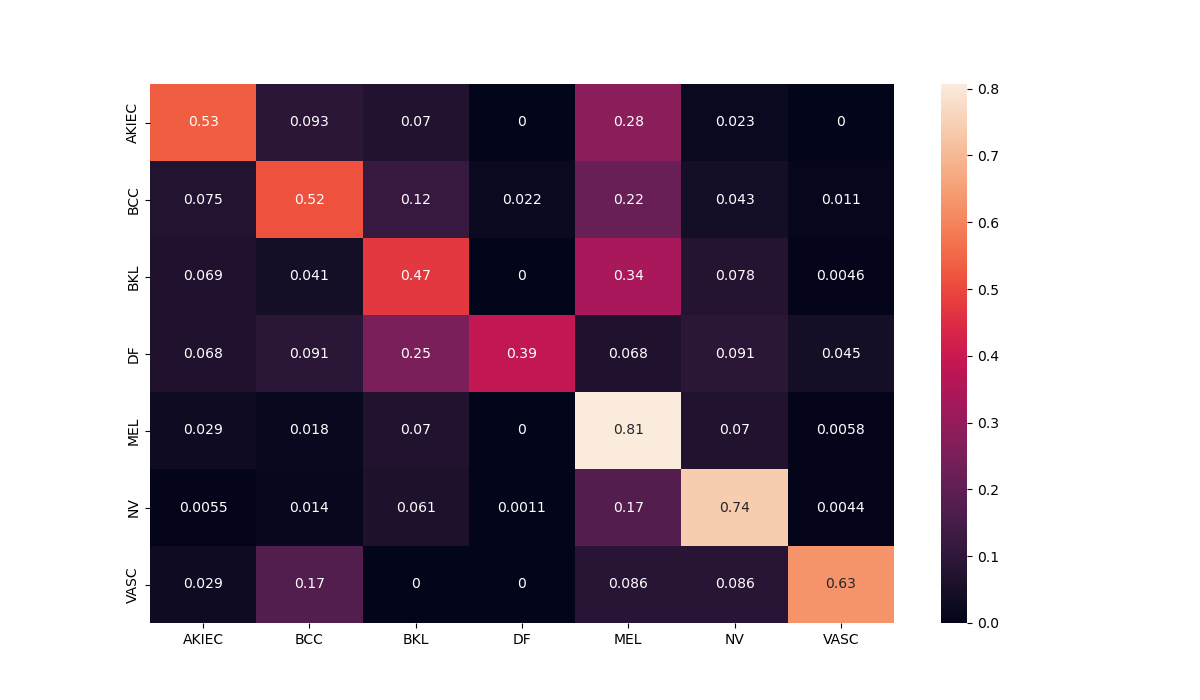 AKIEC 0.53 0.093 0.07 0 0.28 0.023 0
BCC 0.075 0.52 0.12 0.022 0.22 0.043 0.011
BKL 0.069 0.041 0.47 0 0.34 0.078 0.0046
DF 0.068 0.091 0.25 0.39 0.068 0.091 0.045
MEL 0.029 0.018 0.07 0 0.81 0.07 0.0058
NV 0.0055 0.014 0.061 0.0011 0.17 0.74 0.0044
VASC 0.029 0.17 0 0 0.086 0.086 0.63
AKIEC BCC BKL DF MEL NV VASC
0.8
0.7
0.6
0.5
0.4
0.3
0.2
0.1
0.0